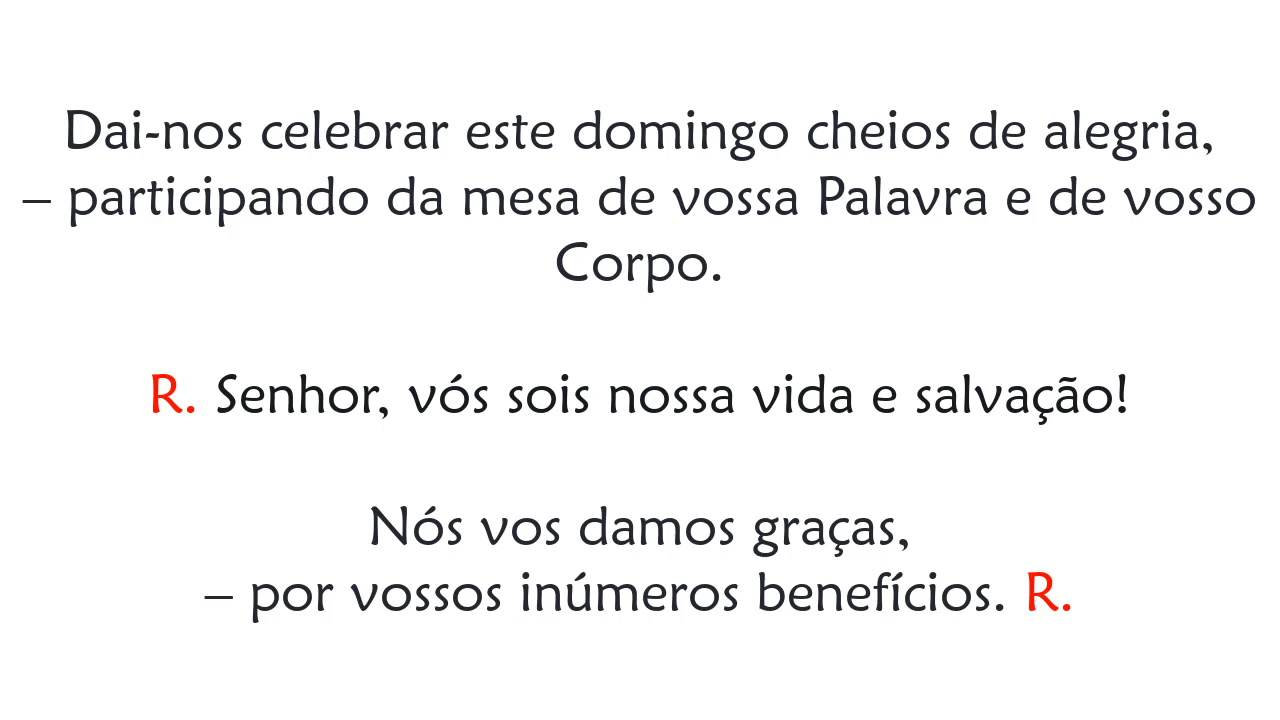 Dai-nos celebrar este domingo cheios de alegria,
– participando da mesa de vossa Palavra e de vosso
Corpo.
R. Senhor, vós sois nossa vida e salvação!
Nós vos damos graças,
– por vossos inúmeros benefícios. R.